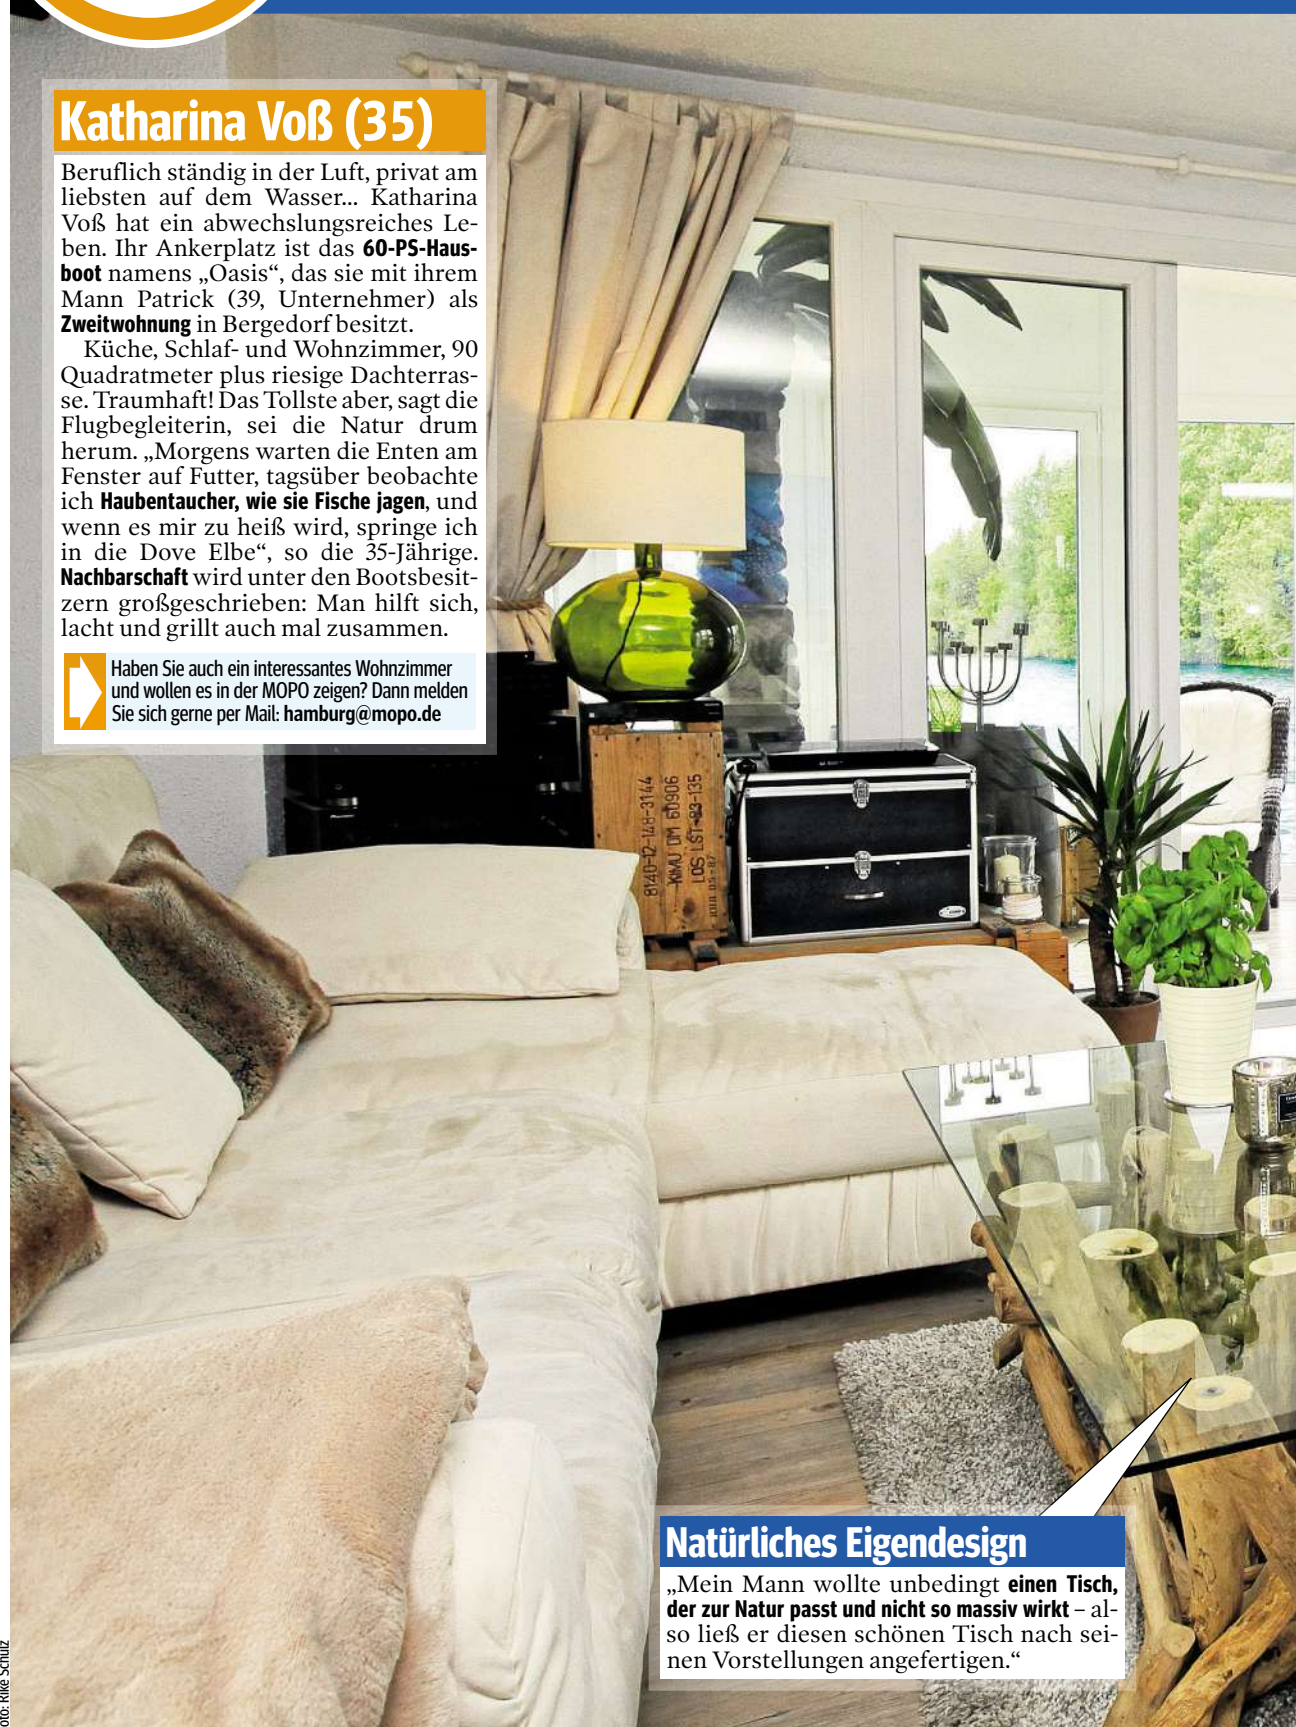 Katharina Voß (35)
Beruflich ständig in der Luft, privat am
liebsten auf dem Wasser... Katharina
Voß hat ein abwechslungsreiches Le-
ben. Ihr Ankerplatz ist das 60-PS-Haus-
boot namens „Oasis“, das sie mit ihrem
Mann Patrick (39, Unternehmer) als
Zweitwohnung in Bergedorf besitzt.
Küche, Schlaf- und Wohnzimmer, 90
Quadratmeter plus riesige Dachterras-
se. Traumhaft! Das Tollste aber, sagt die
Flugbegleiterin, sei die Natur drum
herum. „Morgens warten die Enten am
Fenster auf Futter, tagsüber beobachte
ich Haubentaucher, wie sie Fische jagen, und
wenn es mir zu heiß wird, springe ich
in die Dove Elbe“, so die 35-Jährige.
Nachbarschaft wird unter den Bootsbesit-
zern großgeschrieben: Man hilft sich,
lacht und grillt auch mal zusammen.
Haben Sie auch ein interessantes Wohnzimmer
und wollen es in der MOPO zeigen? Dann melden
Sie sich gerne per Mail: hamburg@mopo.de
8140-12-148-3144
KIMU DM 60906
LOS LST-83-135
Natürliches Eigendesign
„Mein Mann wollte unbedingt einen Tisch,
der zur Natur passt und nicht so massiv wirkt – al-
so ließ er diesen schönen Tisch nach sei-
nen Vorstellungen angefertigen.“
oto: Rike Schulz